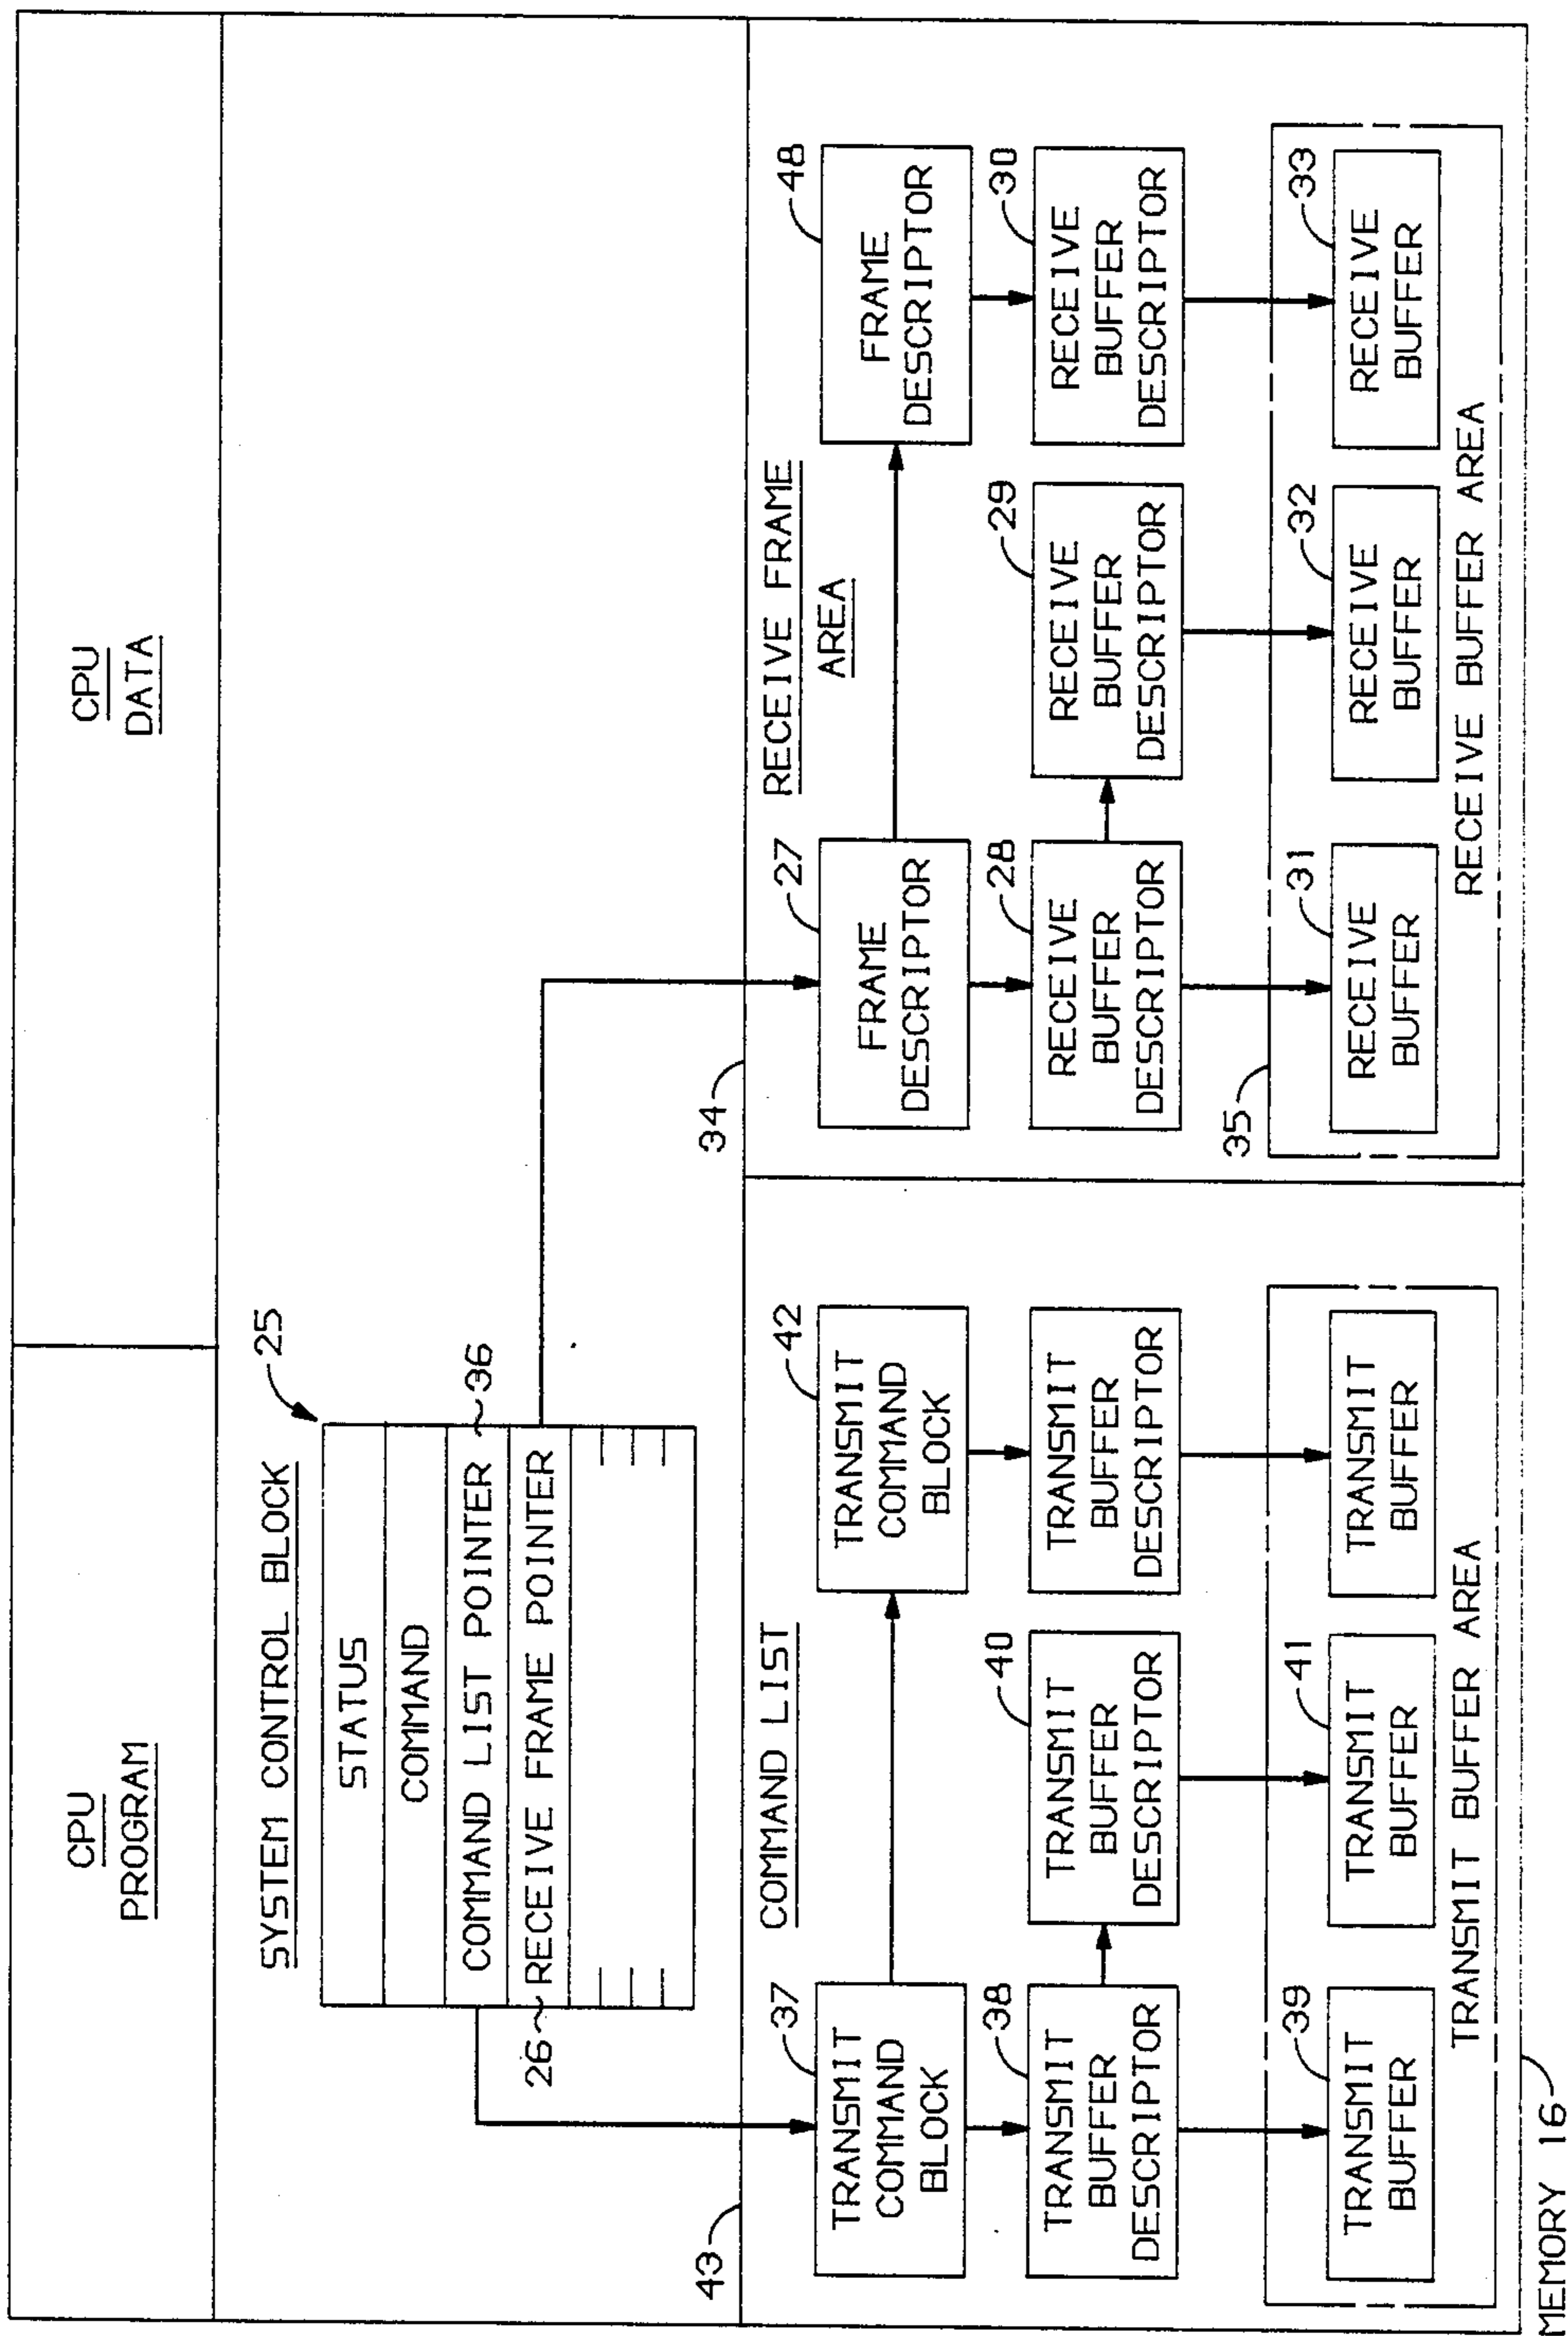 CPU
PROGRAM
CPU
DATA
SYSTEM CONTROL BLOCK
25
STATUS
COMMAND
COMMAND LIST POINTER
36
26
RECEIVE FRAME POINTER
43
COMMAND LIST
37
TRANSMIT
COMMAND
BLOCK
42
TRANSMIT
COMMAND
BLOCK
38
TRANSMIT
BUFFER
DESCRIPTOR
40
TRANSMIT
BUFFER
DESCRIPTOR
TRANSMIT
BUFFER
DESCRIPTOR
39
TRANSMIT
BUFFER
41
TRANSMIT
BUFFER
TRANSMIT
BUFFER
TRANSMIT BUFFER AREA
34
RECEIVE FRAME
AREA
27
FRAME
DESCRIPTOR
48
FRAME
DESCRIPTOR
28
RECEIVE
BUFFER
DESCRIPTOR
29
RECEIVE
BUFFER
DESCRIPTOR
30
RECEIVE
BUFFER
DESCRIPTOR
35
31
RECEIVE
BUFFER
32
RECEIVE
BUFFER
33
RECEIVE
BUFFER
RECEIVE BUFFER AREA
MEMORY 16